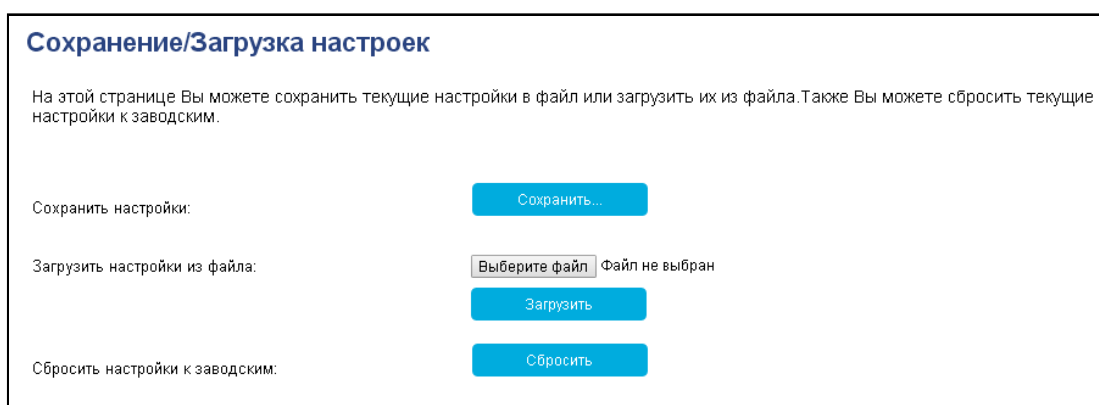 Сохранение/Загрузка настроек
На этой странице Вы можете сохранить текущие настройки в файл или загрузить их из файла.Также Вы можете сбросить текущие
настройки к заводским.
Сохранить настройки:
Сохранить...
Загрузить настройки из файла:
Выберите файл Файл не выбран
Загрузить
Сбросить настройки к заводским:
Сбросить